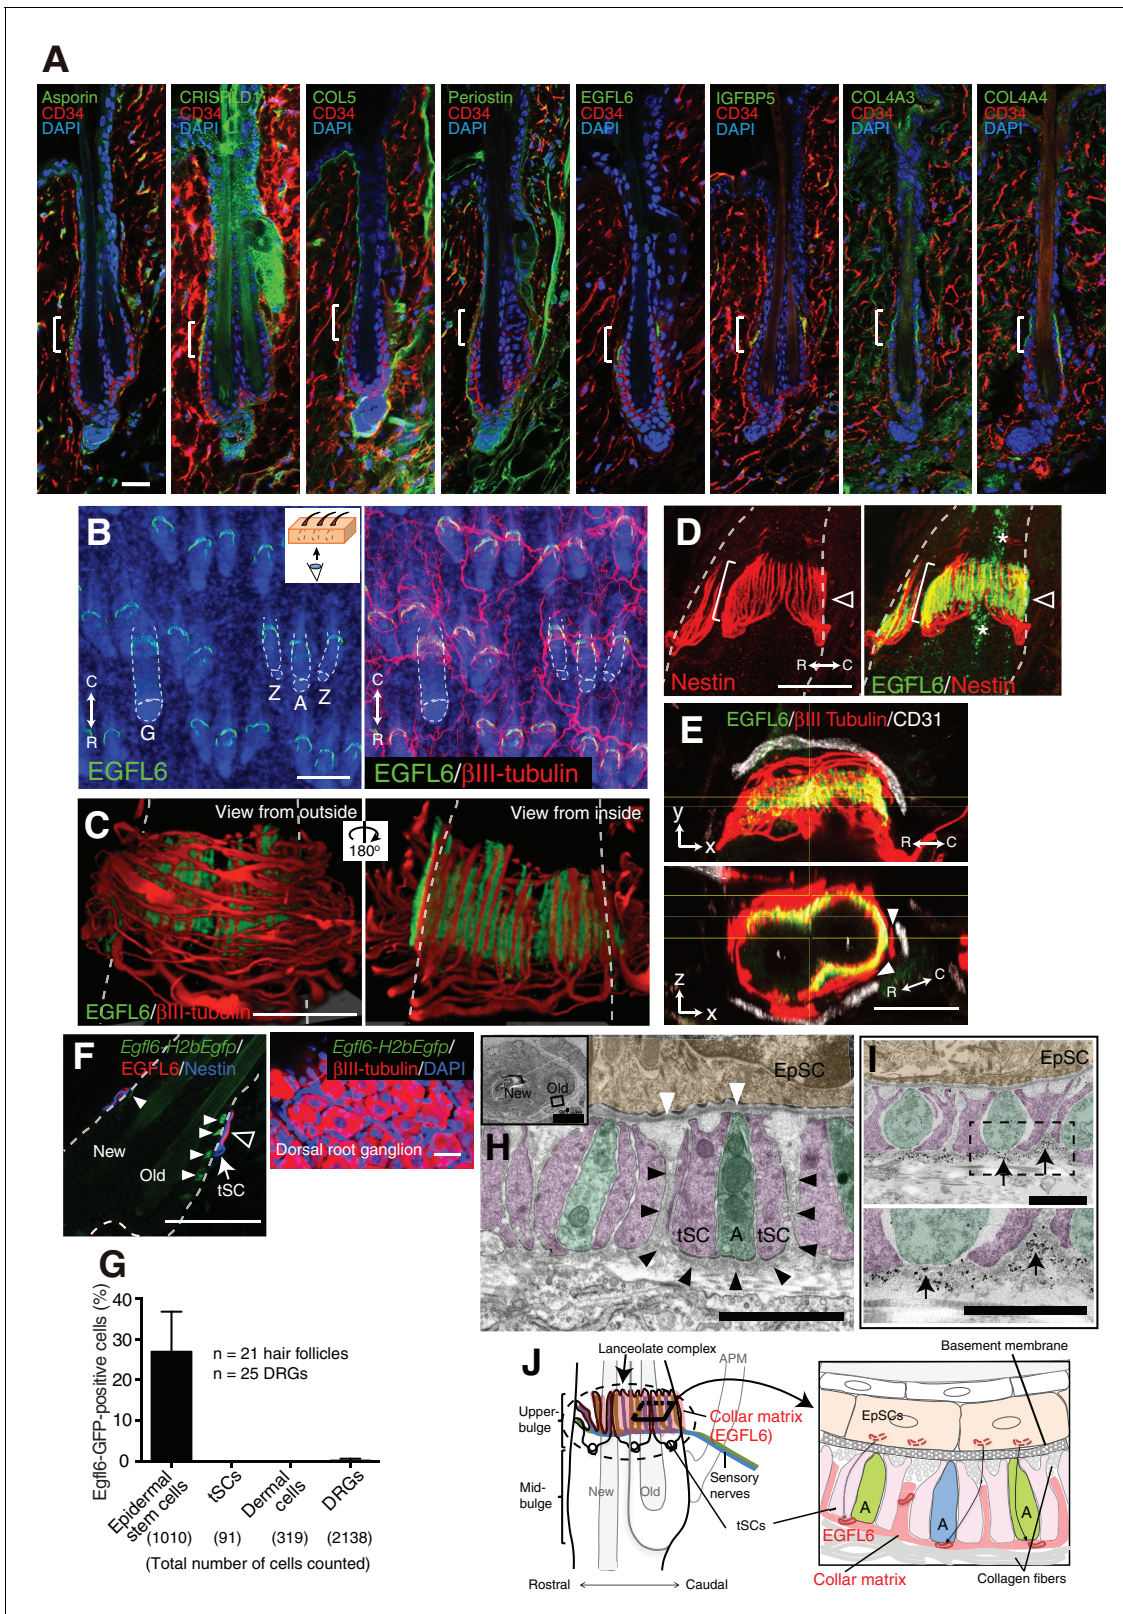 A
Asporin
CD34
DAPI
CRISPLD1
CD34
DAPI
COL5
CD34
DAPI
Periostin
CD34
DAPI
EGFL6
CD34
DAPI
IGFBP5
CD34
DAPI
COL4A3
CD34
DAPI
COL4A4
CD34
DAPI
B
C
R
G
Z
A
Z
EGFL6
C
R
EGFL6/βIII-tubulin
C
View from outside
180º
View from inside
EGFL6/βIII-tubulin
D
Nestin
R
C
EGFL6/Nestin
R
C
E
EGFL6/βIII Tubulin/CD31
y
x
R
C
z
x
R
C
F
Egfl6-H2bEgfp/
EGFL6/Nestin
New
Old
tSC
Egfl6-H2bEgfp/
βIII-tubulin/DAPI
Dorsal root ganglion
G
Egfl6-GFP-positive cells (%)
40
30
20
10
0
n = 21 hair follicles
n = 25 DRGs
Epidermal stem cells
tSCs
Dermal cells
DRGs
(1010)
(91)
(319)
(2138)
(Total number of cells counted)
H
New
Old
EpSC
tSC
A
tSC
I
EpSC
J
Lanceolate complex
APM
Upper-bulge
Mid-bulge
Collar matrix (EGFL6)
Sensory nerves
New
Old
tSCs
Rostral
Caudal
Basement membrane
EpSCs
A
A
A
EGFL6
Collar matrix
Collagen fibers